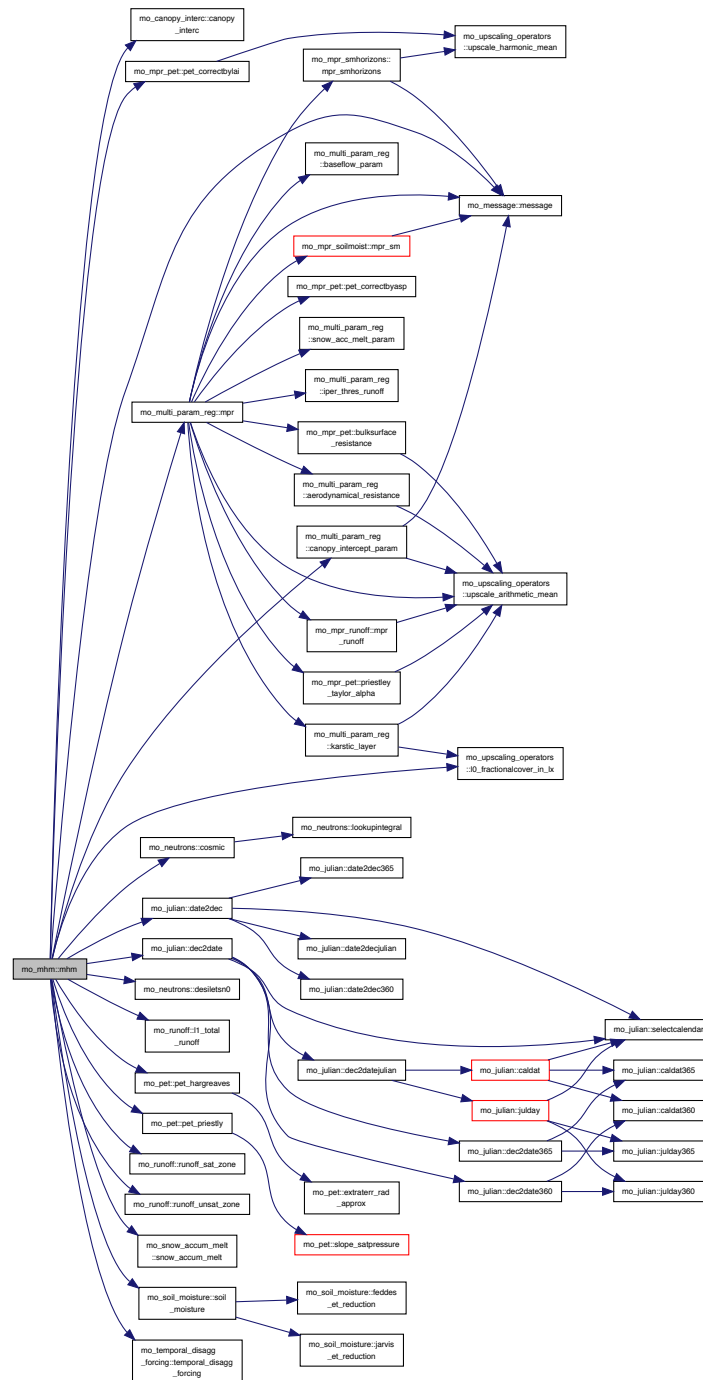 mo_canopy_interc::canopy
_interc
mo_upscaling_operators
::upscale_harmonic_mean
mo_mpr_smhorizons::
mpr_smhorizons
mo_mpr_pet::pet_correctbylai
mo_multi_param_reg
::baseflow_param
mo_message::message
mo_mpr_soilmoist::mpr_sm
mo_mpr_pet::pet_correctbyasp
mo_multi_param_reg
::snow_acc_melt_param
mo_multi_param_reg
::iper_thres_runoff
mo_multi_param_reg::mpr
mo_mpr_pet::bulksurface
_resistance
mo_multi_param_reg
::aerodynamical_resistance
mo_multi_param_reg
::canopy_intercept_param
mo_upscaling_operators
::upscale_arithmetic_mean
mo_mpr_runoff::mpr
_runoff
mo_mpr_pet::priestley
_taylor_alpha
mo_multi_param_reg
::karstic_layer
mo_upscaling_operators
::l0_fractionalcover_in_lx
mo_neutrons::lookupintegral
mo_neutrons::cosmic
mo_julian::date2dec365
mo_julian::date2dec
mo_julian::date2decjulian
mo_julian::dec2date
mo_mhm::mhm
mo_neutrons::desiletsn0
mo_julian::date2dec360
mo_runoff::l1_total
_runoff
mo_julian::selectcalendar
mo_julian::dec2datejulian
mo_julian::caldat
mo_julian::caldat365
mo_pet::pet_hargreaves
mo_julian::julday
mo_julian::caldat360
mo_pet::pet_priestly
mo_julian::dec2date365
mo_julian::julday365
mo_runoff::runoff_sat_zone
mo_julian::dec2date360
mo_julian::julday360
mo_pet::extraterr_rad
_approx
mo_runoff::runoff_unsat_zone
mo_pet::slope_satpressure
mo_snow_accum_melt
::snow_accum_melt
mo_soil_moisture::soil
_moisture
mo_soil_moisture::feddes
_et_reduction
mo_soil_moisture::jarvis
_et_reduction
mo_temporal_disagg
_forcing::temporal_disagg
_forcing